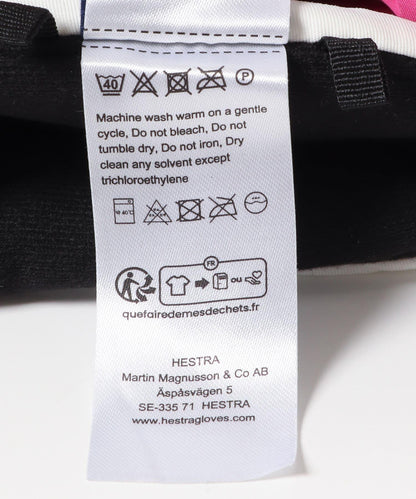 40 P
Machine wash warm on a gentle
cycle, Do not bleach, Do not
tumble dry, Do not iron, Dry
clean any solvent except
trichloroethylene
40℃
FR
OU
quefairedemesdechets.fr
HESTRA
Martin Magnusson & Co AB
Äspåsvägen 5
SE-335 71 HESTRA
www.hestragloves.com